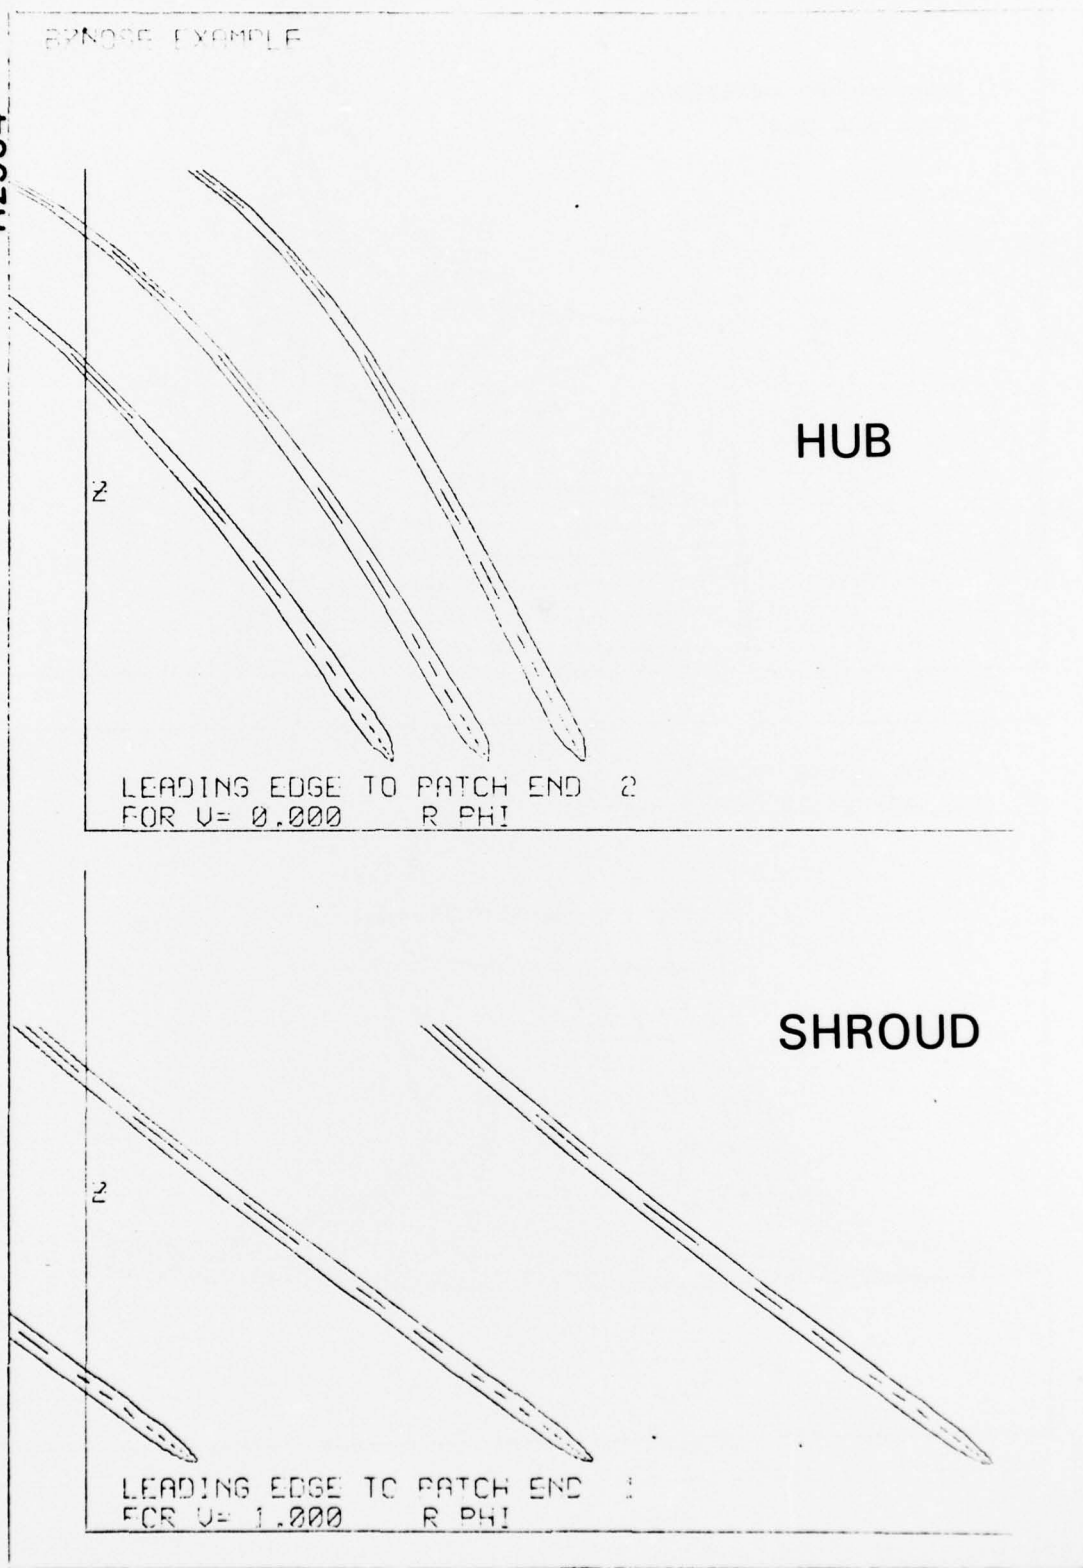 EXAMPLE
HUB
Z
LEADING EDGE TO PATCH END 2
FOR V= 0.000 R PHI
SHROUD
Z
LEADING EDGE TO PATCH END
FOR V= 1.000 R PHI